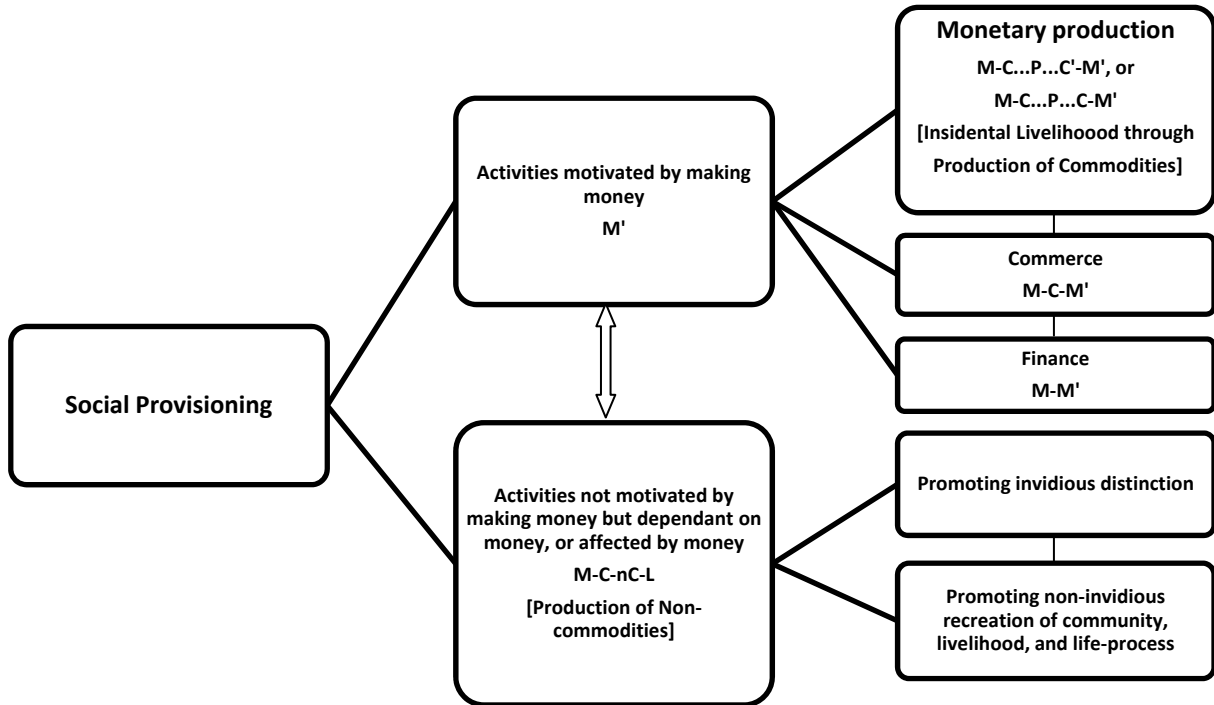 Social Provisioning
Activities motivated by making
money
M'
Activities not motivated by
making money but dependant on
money, or affected by money
M-C-nC-L
[Production of Non-
commodities]
Monetary production
M-C...P...C'-M', or
M-C...P...C-M'
[Insidental Livelihoood through
Production of Commodities]
Commerce
M-C-M'
Finance
M-M'
Promoting invidious distinction
Promoting non-invidious
recreation of community,
livelihood, and life-process